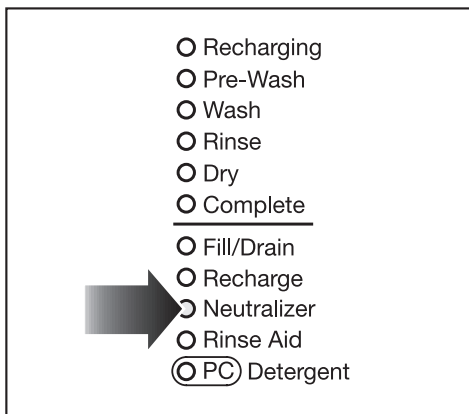 Recharging
Pre-Wash
Wash
Rinse
Dry
Complete
Fill/Drain
Recharge
Neutralizer
Rinse Aid
PC Detergent